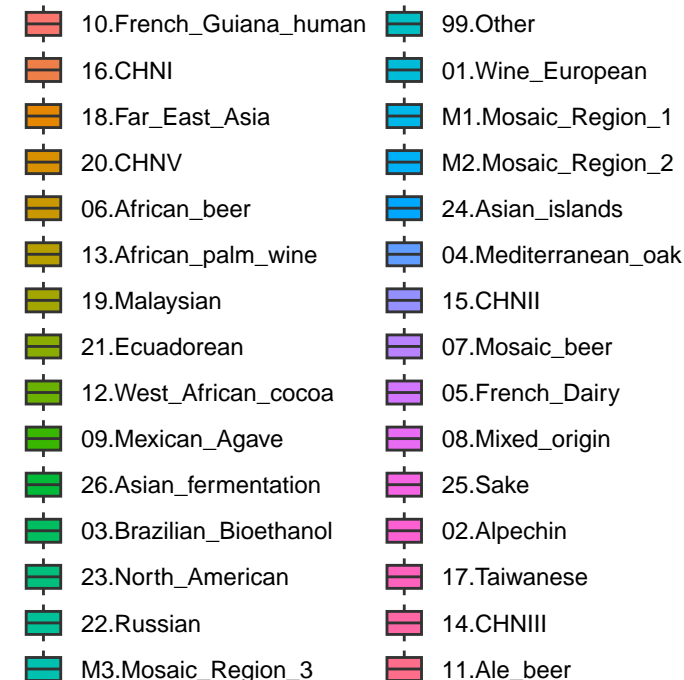 10.French_Guiana_human
16.CHNI
18.Far_East_Asia
20.CHNV
06.African_beer
13.African_palm_wine
19.Malaysian
21.Ecuadorean
12.West_African_cocoa
09.Mexican_Agave
26.Asian_fermentation
03.Brazilian_Bioethanol
23.North_American
22.Russian
M3.Mosaic_Region_3
99.Other
01.Wine_European
M1.Mosaic_Region_1
M2.Mosaic_Region_2
24.Asian_islands
04.Mediterranean_oak
15.CHNII
07.Mosaic_beer
05.French_Dairy
08.Mixed_origin
25.Sake
02.Alpechin
17.Taiwanese
14.CHNIII
11.Ale_beer